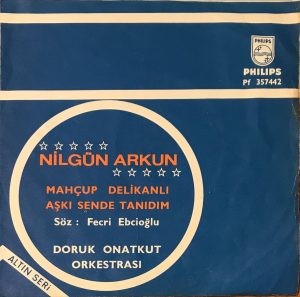 PHILIPS
PHILIPS
Pf 357442
NİLGÜN ARKUN
MAHÇUP DELİKANLI
AŞKI SENDE TANIDIM
Söz : Fecri Ebcioğlu
DORUK ONATKUT
ORKESTRASI
ALTIN SERİ